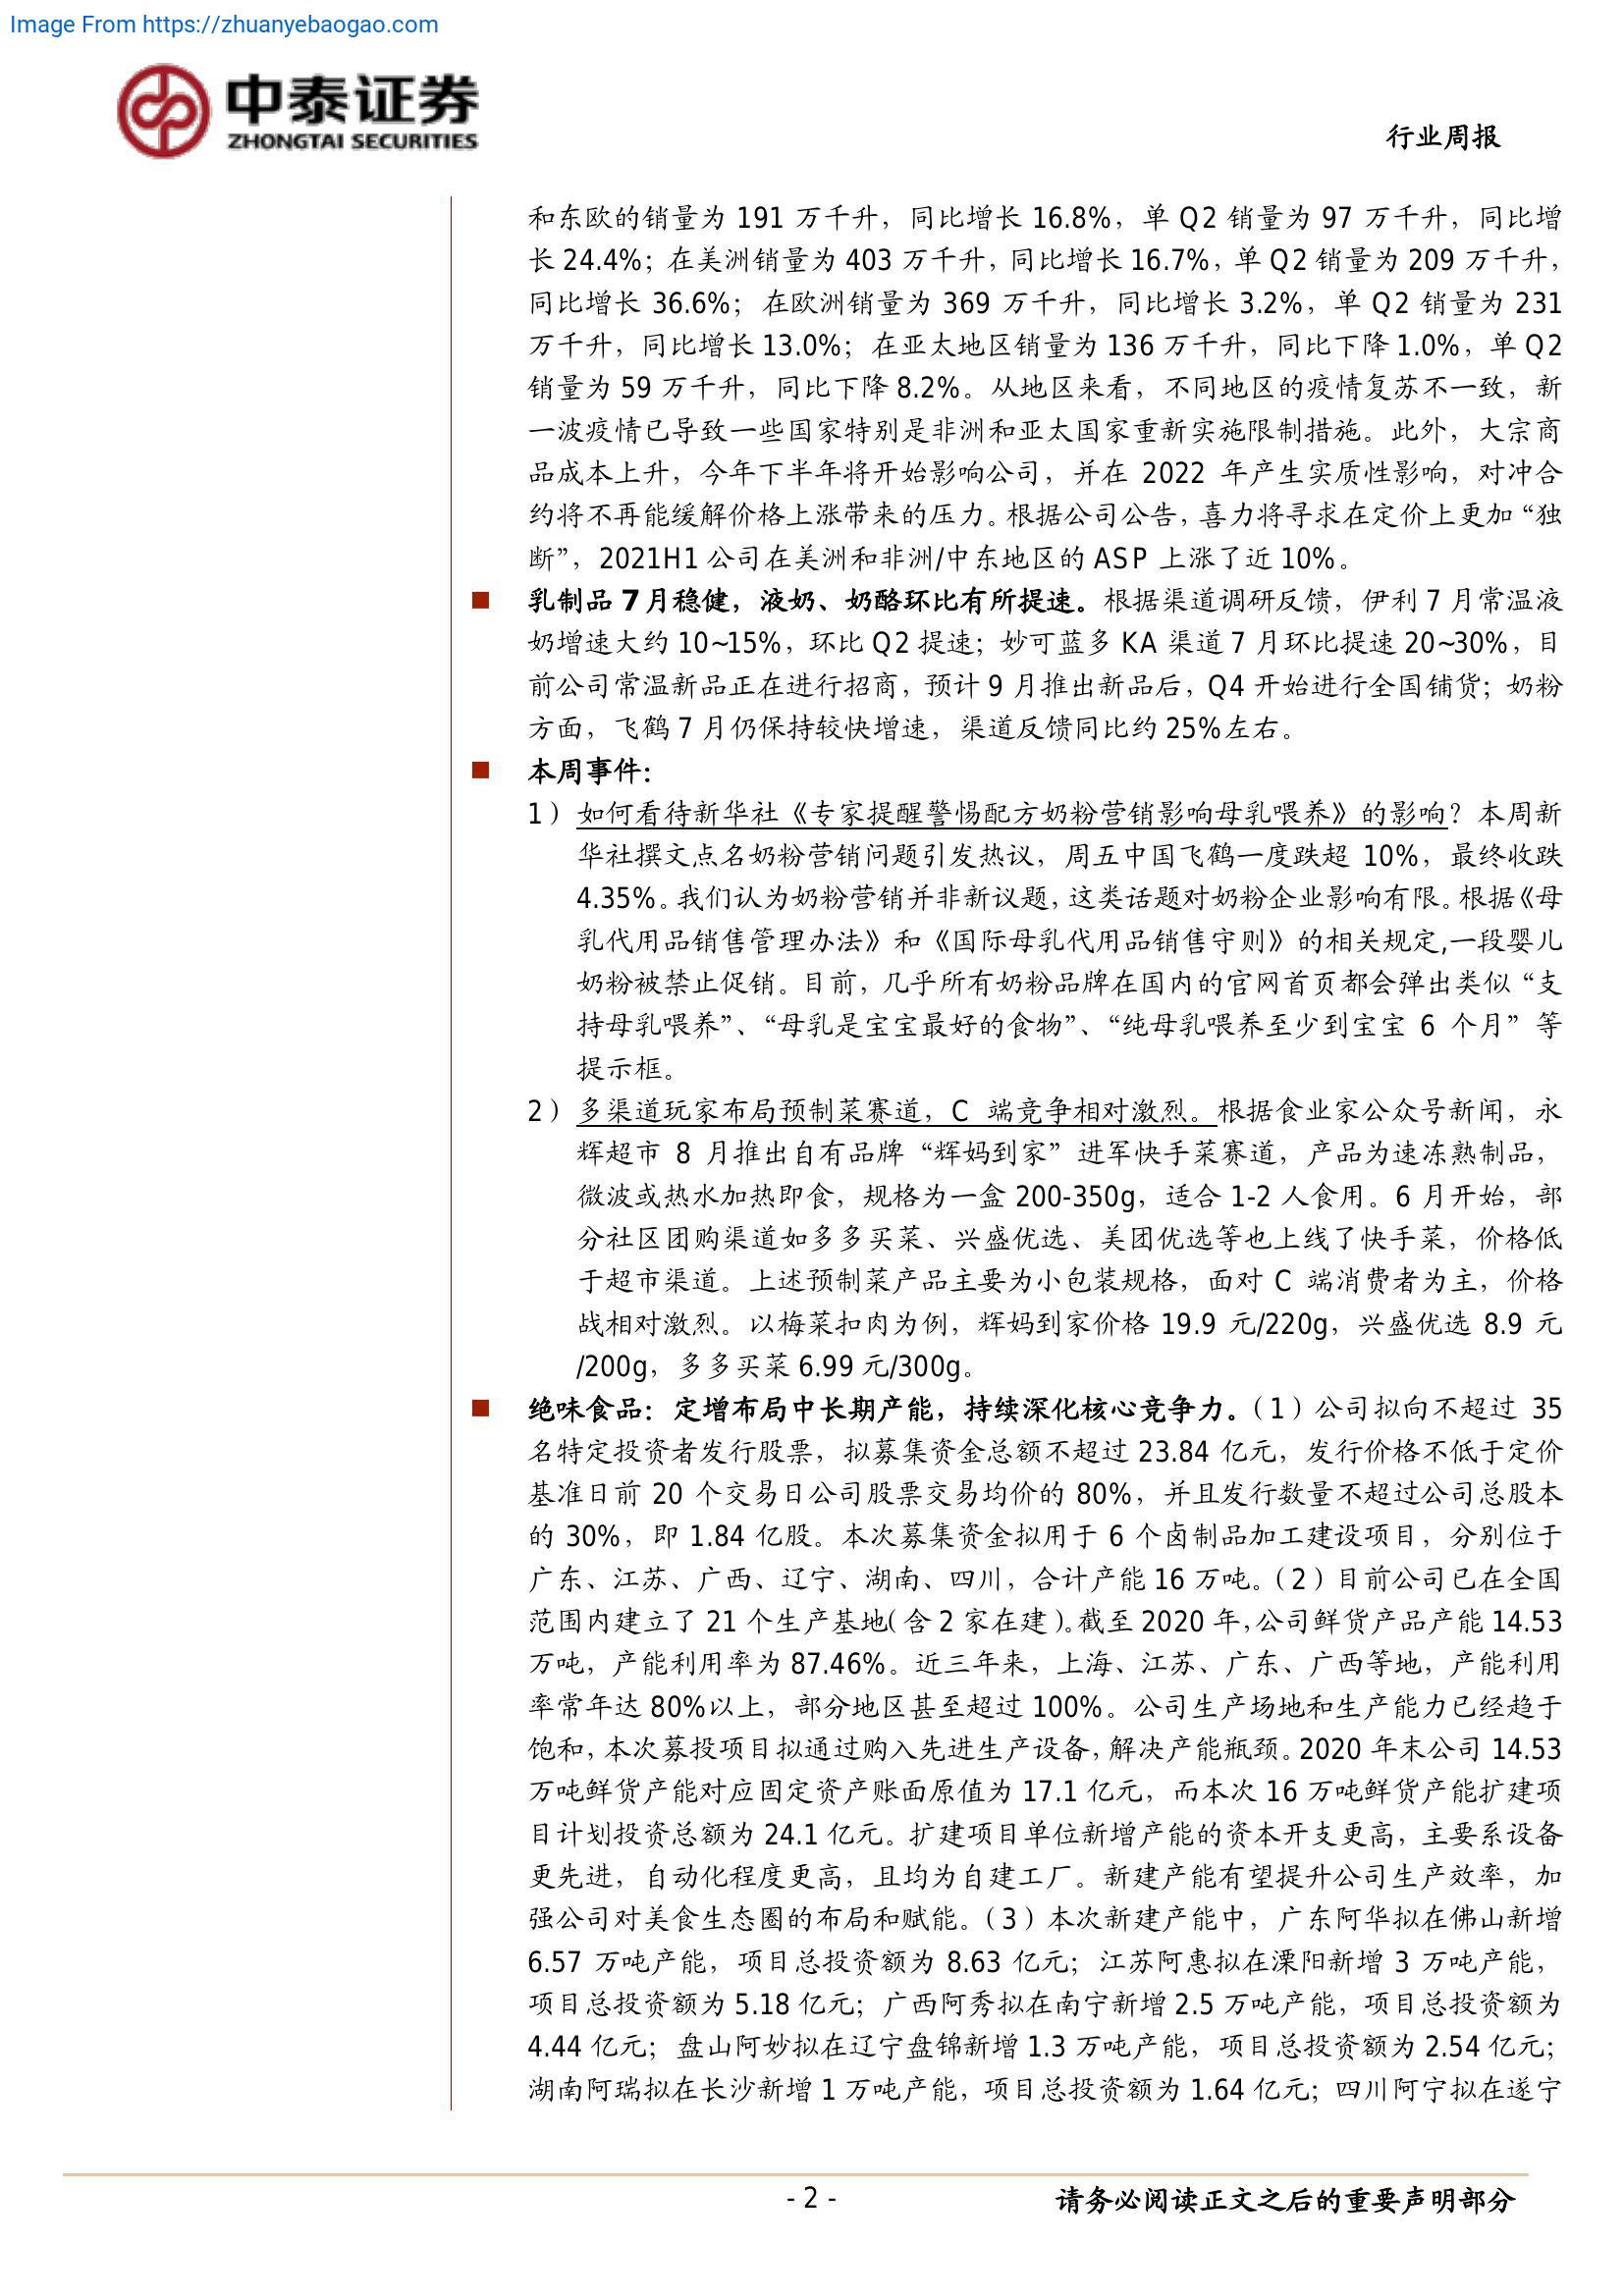 Image From https://zhuanyebaogao.com
中泰证券
ZHONGTAI SECURITIES
行业周报
和东欧的销量为 191 万千升，同比增长 16.8%，单 Q2 销量为 97 万千升，同比增
长 24.4%；在美洲销量为 403 万千升，同比增长 16.7%，单 Q2 销量为 209 万千升，
同比增长 36.6%；在欧洲销量为 369 万千升，同比增长 3.2%，单 Q2 销量为 231
万千升，同比增长 13.0%；在亚太地区销量为 136 万千升，同比下降 1.0%，单 Q2
销量为 59 万千升，同比下降 8.2%。从地区来看，不同地区的疫情复苏不一致，新
一波疫情已导致一些国家特别是非洲和亚太国家重新实施限制措施。此外，大宗商
品成本上升，今年下半年将开始影响公司，并在 2022 年产生实质性影响，对冲合
约将不再能缓解价格上涨带来的压力。根据公司公告，喜力将寻求在定价上更加“独
断”，2021H1 公司在美洲和非洲/中东地区的 ASP 上涨了近 10%。
■ 乳制品 7 月稳健，液奶、奶酪环比有所提速。根据渠道调研反馈，伊利 7 月常温液
奶增速大约 10~15%，环比 Q2 提速；妙可蓝多 KA 渠道 7 月环比提速 20~30%，目
前公司常温新品正在进行招商，预计 9 月推出新品后，Q4 开始进行全国铺货；奶粉
方面，飞鹤 7 月仍保持较快增速，渠道反馈同比约 25%左右。
■ 本周事件：
1）如何看待新华社《专家提醒警惕配方奶粉营销影响母乳喂养》的影响？本周新
华社撰文点名奶粉营销问题引发热议，周五中国飞鹤一度跌超 10%，最终收跌
4.35%。我们认为奶粉营销并非新议题，这类话题对奶粉企业影响有限。根据《母
乳代用品销售管理办法》和《国际母乳代用品销售守则》的相关规定,一段婴儿
奶粉被禁止促销。目前，几乎所有奶粉品牌在国内的官网首页都会弹出类似“支
持母乳喂养”、“母乳是宝宝最好的食物”、“纯母乳喂养至少到宝宝 6 个月”等
提示框。
2）多渠道玩家布局预制菜赛道，C 端竞争相对激烈。根据食业家公众号新闻，永
辉超市 8 月推出自有品牌“辉妈到家”进军快手菜赛道，产品为速冻熟制品，
微波或热水加热即食，规格为一盒 200-350g，适合 1-2 人食用。6 月开始，部
分社区团购渠道如多多买菜、兴盛优选、美团优选等也上线了快手菜，价格低
于超市渠道。上述预制菜产品主要为小包装规格，面对 C 端消费者为主，价格
战相对激烈。以梅菜扣肉为例，辉妈到家价格 19.9 元/220g，兴盛优选 8.9 元
/200g，多多买菜 6.99 元/300g。
■ 绝味食品：定增布局中长期产能，持续深化核心竞争力。（1）公司拟向不超过 35
名特定投资者发行股票，拟募集资金总额不超过 23.84 亿元，发行价格不低于定价
基准日前 20 个交易日公司股票交易均价的 80%，并且发行数量不超过公司总股本
的 30%，即 1.84 亿股。本次募集资金拟用于 6 个卤制品加工建设项目，分别位于
广东、江苏、广西、辽宁、湖南、四川，合计产能 16 万吨。（2）目前公司已在全国
范围内建立了 21 个生产基地（含 2 家在建）。截至 2020 年，公司鲜货产品产能 14.53
万吨，产能利用率为 87.46%。近三年来，上海、江苏、广东、广西等地，产能利用
率常年达 80%以上，部分地区甚至超过 100%。公司生产场地和生产能力已经趋于
饱和，本次募投项目拟通过购入先进生产设备，解决产能瓶颈。2020 年末公司 14.53
万吨鲜货产能对应固定资产账面原值为 17.1 亿元，而本次 16 万吨鲜货产能扩建项
目计划投资总额为 24.1 亿元。扩建项目单位新增产能的资本开支更高，主要系设备
更先进，自动化程度更高，且均为自建工厂。新建产能有望提升公司生产效率，加
强公司对美食生态圈的布局和赋能。（3）本次新建产能中，广东阿华拟在佛山新增
6.57 万吨产能，项目总投资额为 8.63 亿元；江苏阿惠拟在溧阳新增 3 万吨产能，
项目总投资额为 5.18 亿元；广西阿秀拟在南宁新增 2.5 万吨产能，项目总投资额为
4.44 亿元；盘山阿妙拟在辽宁盘锦新增 1.3 万吨产能，项目总投资额为 2.54 亿元；
湖南阿瑞拟在长沙新增 1 万吨产能，项目总投资额为 1.64 亿元；四川阿宁拟在遂宁
- 2 -
请务必阅读正文之后的重要声明部分